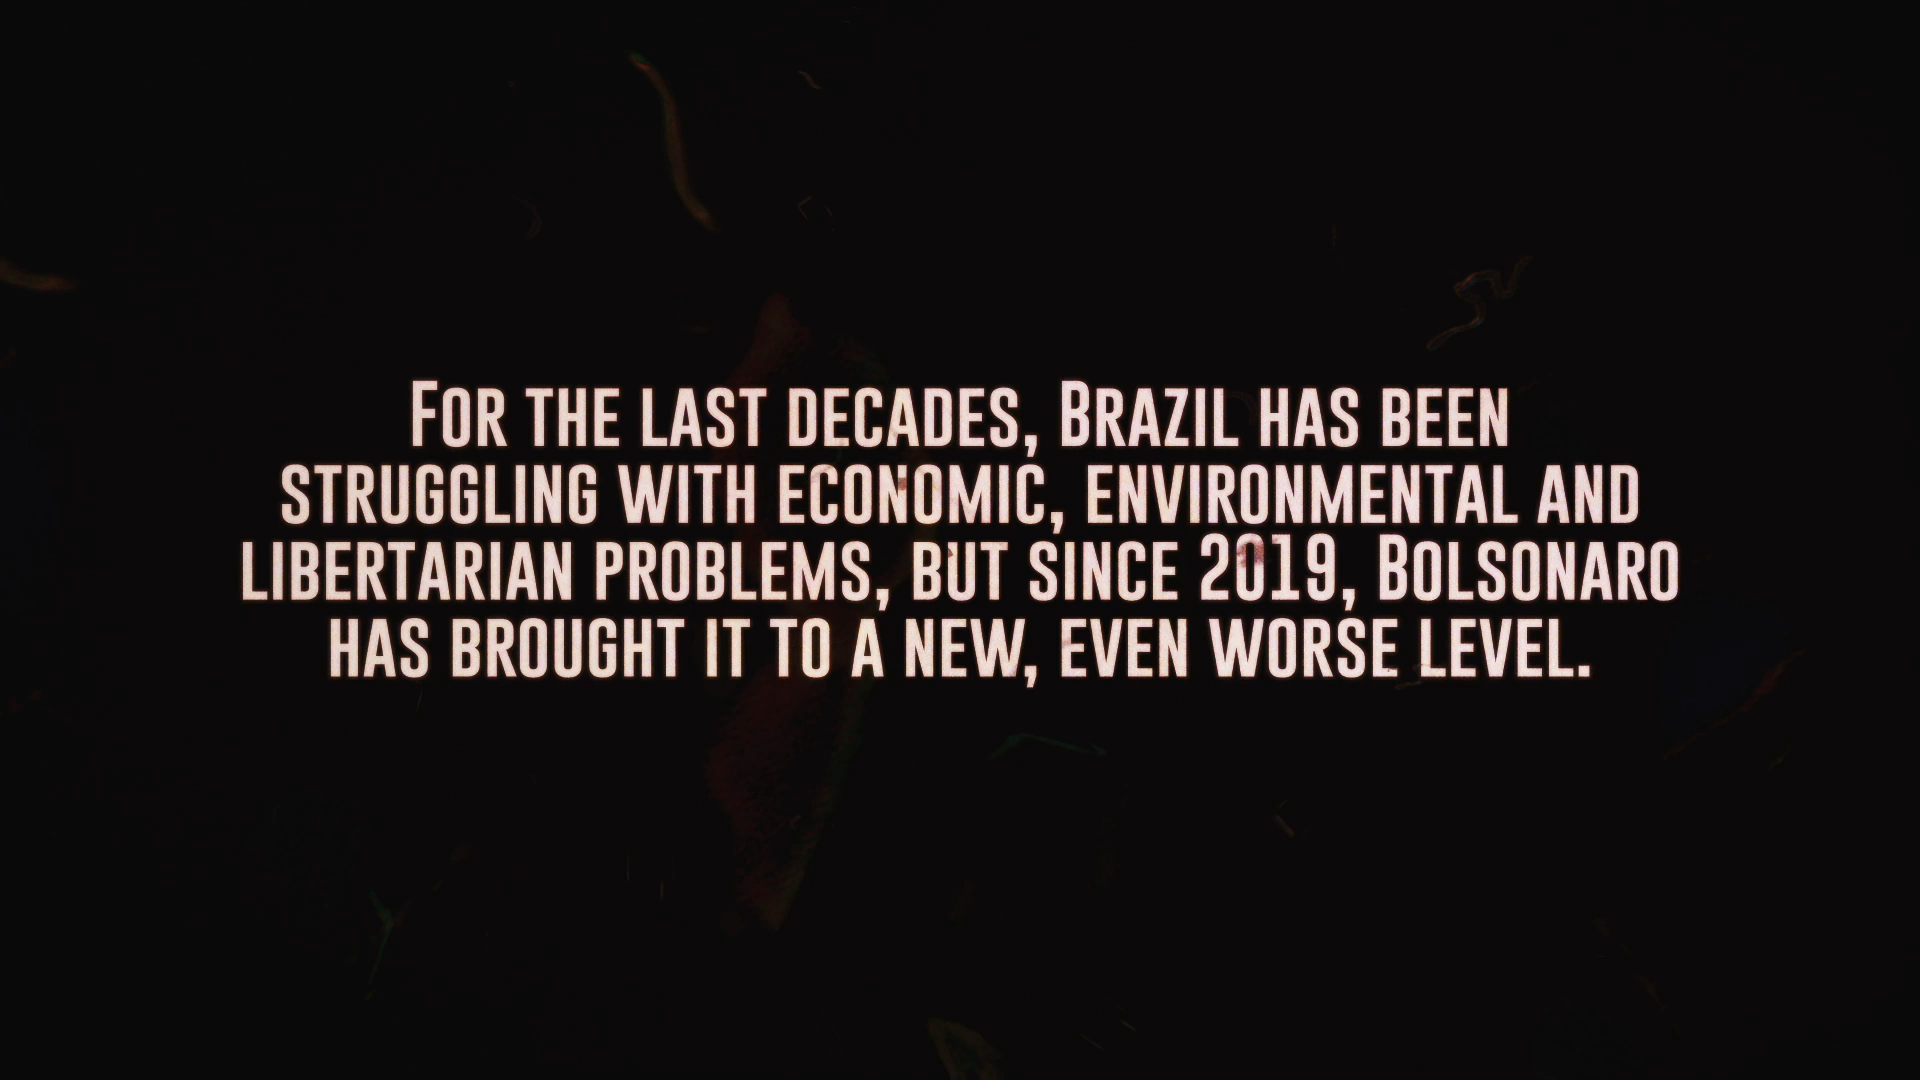 For the last decades, Brazil has been
struggling with economic, environmental and
libertarian problems, but since 2019, Bolsonaro
has brought it to a new, even worse level.